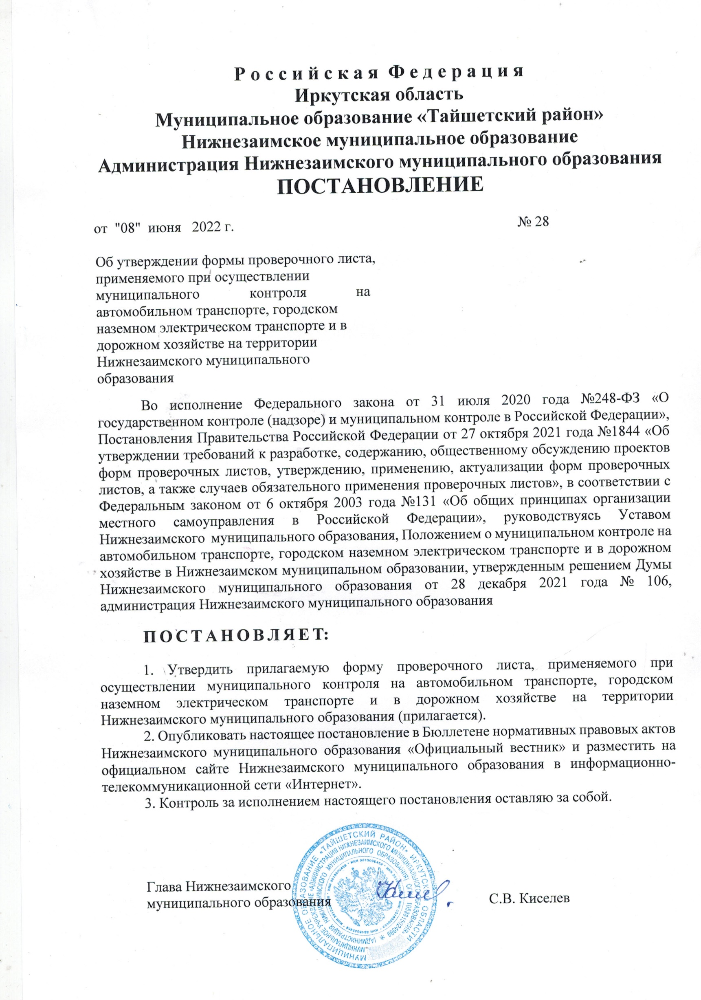 Р о с с и й с к а я  Ф е д е р а ц и я
Иркутская область
Муниципальное образование «Тайшетский район»
Нижнезаимское муниципальное образование
Администрация Нижнезаимского муниципального образования
ПОСТАНОВЛЕНИЕ
от "08" июня 2022 г. № 28
Об утверждении формы проверочного листа,
применяемого при осуществлении
муниципального контроля на
автомобильном транспорте, городском
наземном электрическом транспорте и в
дорожном хозяйстве на территории
Нижнезаимского муниципального
образования
Во исполнение Федерального закона от 31 июля 2020 года №248-ФЗ «О
государственном контроле (надзоре) и муниципальном контроле в Российской Федерации»,
Постановления Правительства Российской Федерации от 27 октября 2021 года №1844 «Об
утверждении требований к разработке, содержанию, общественному обсуждению проектов
форм проверочных листов, утверждению, применению, актуализации форм проверочных
листов, а также случаев обязательного применения проверочных листов», в соответствии с
Федеральным законом от 6 октября 2003 года №131 «Об общих принципах организации
местного самоуправления в Российской Федерации», руководствуясь Уставом
Нижнезаимского муниципального образования, Положением о муниципальном контроле на
автомобильном транспорте, городском наземном электрическом транспорте и в дорожном
хозяйстве в Нижнезаимском муниципальном образовании, утвержденным решением Думы
Нижнезаимского муниципального образования от 28 декабря 2021 года № 106,
администрация Нижнезаимского муниципального образования
П О С Т А Н О В Л Я Е Т:
1. Утвердить прилагаемую форму проверочного листа, применяемого при
осуществлении муниципального контроля на автомобильном транспорте, городском
наземном электрическом транспорте и в дорожном хозяйстве на территории
Нижнезаимского муниципального образования (прилагается).
2. Опубликовать настоящее постановление в Бюллетене нормативных правовых актов
Нижнезаимского муниципального образования «Официальный вестник» и разместить на
официальном сайте Нижнезаимского муниципального образования в информационно-
телекоммуникационной сети «Интернет».
3. Контроль за исполнением настоящего постановления оставляю за собой.
Глава Нижнезаимского
муниципального образования С.В. Киселев
МУНИЦИПАЛЬНОЕ ОБРАЗОВАНИЕ «ТАЙШЕТСКИЙ РАЙОН» ИРКУТСКОЙ ОБЛАСТИ
МУНИЦИПАЛЬНОЕ УЧРЕЖДЕНИЕ «АДМИНИСТРАЦИЯ НИЖНЕЗАИМСКОГО МУНИЦИПАЛЬНОГО ОБРАЗОВАНИЯ»
(АДМИНИСТРАЦИЯ НИЖНЕЗАИМСКОГО МУНИЦИПАЛЬНОГО ОБРАЗОВАНИЯ)